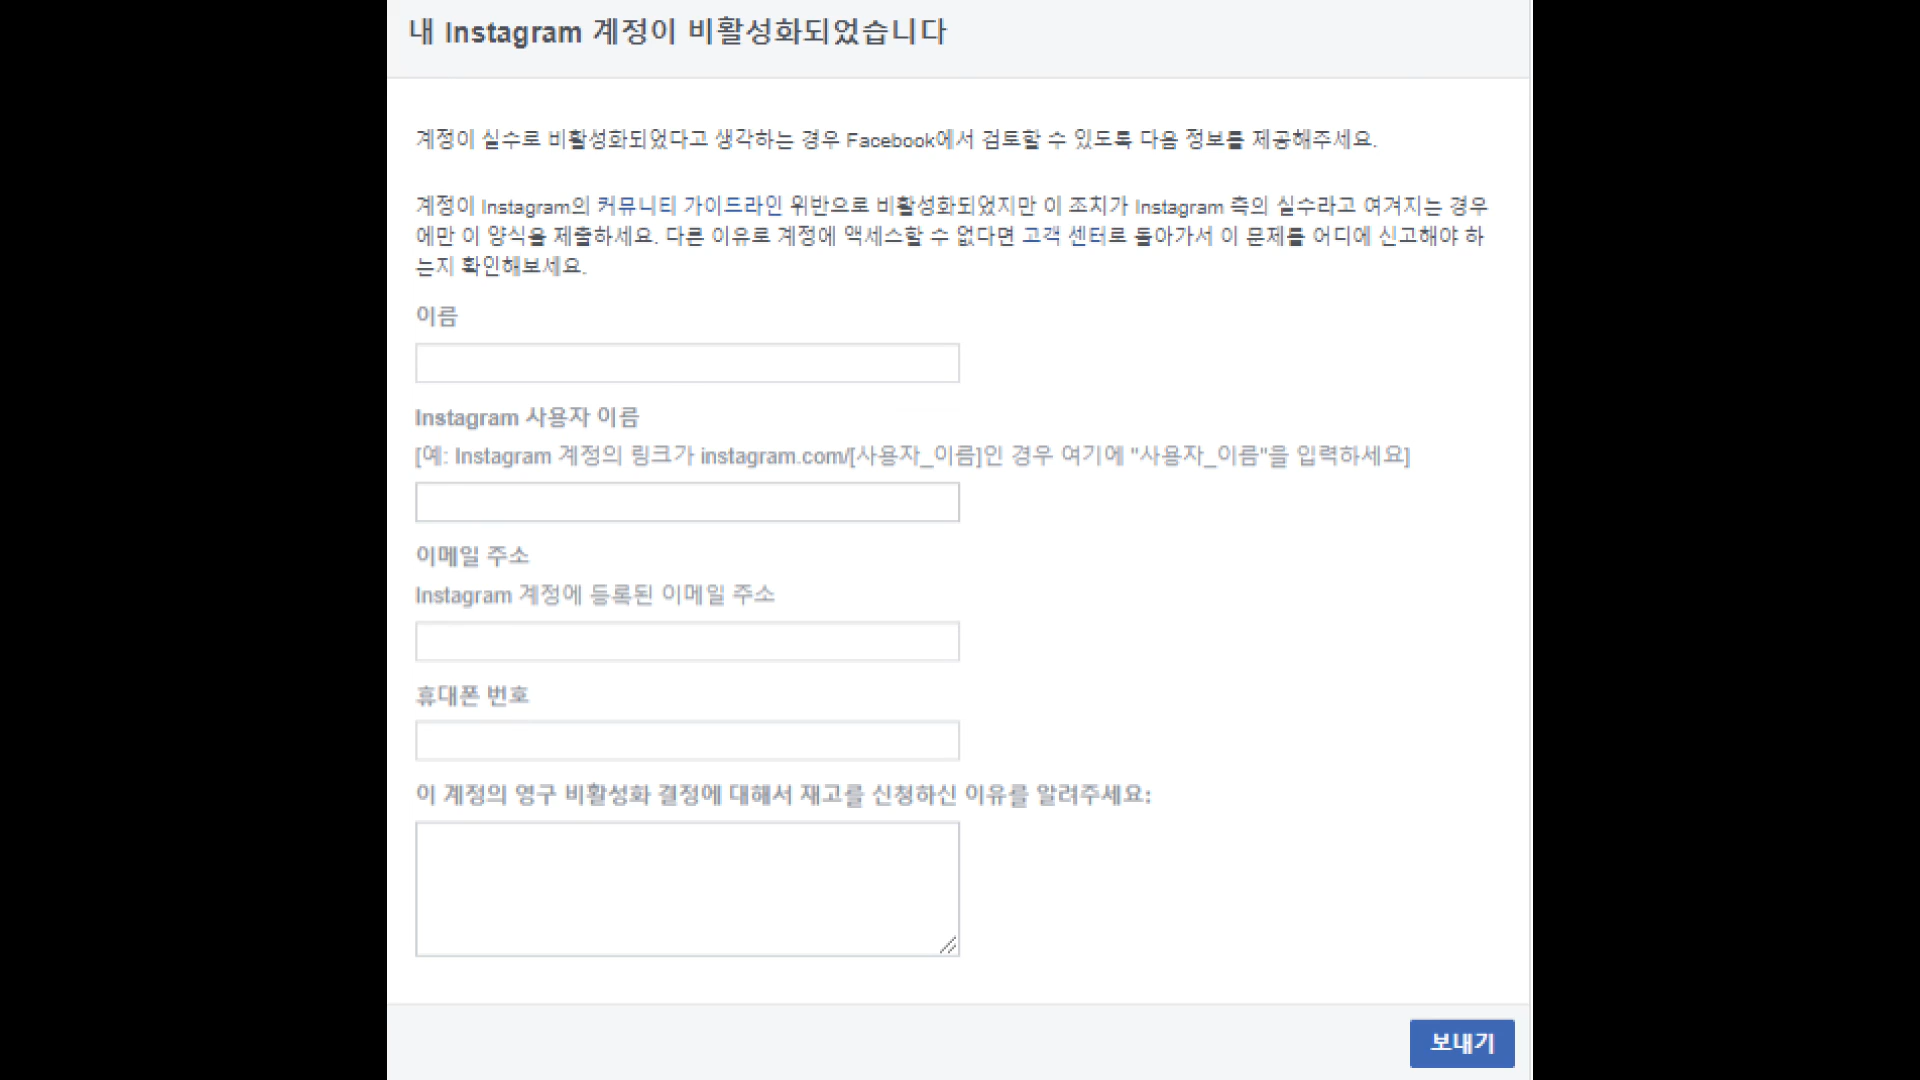 내 Instagram 계정이 비활성화되었습니다
계정이 실수로 비활성화되었다고 생각하는 경우 Facebook에서 검토할 수 있도록 다음 정보를 제공해주세요.
계정이 Instagram의 커뮤니티 가이드라인 위반으로 비활성화되었지만 이 조치가 Instagram 측의 실수라고 여겨지는 경우
에만 이 양식을 제출하세요. 다른 이유로 계정에 액세스할 수 없다면 고객 센터로 돌아가서 이 문제를 어디에 신고해야 하
는지 확인해보세요.
이름
Instagram 사용자 이름
[예: Instagram 계정의 링크가 instagram.com/[사용자_이름]인 경우 여기에 "사용자_이름"을 입력하세요]
이메일 주소
Instagram 계정에 등록된 이메일 주소
휴대폰 번호
이 계정의 영구 비활성화 결정에 대해서 재고를 신청하신 이유를 알려주세요:
보내기